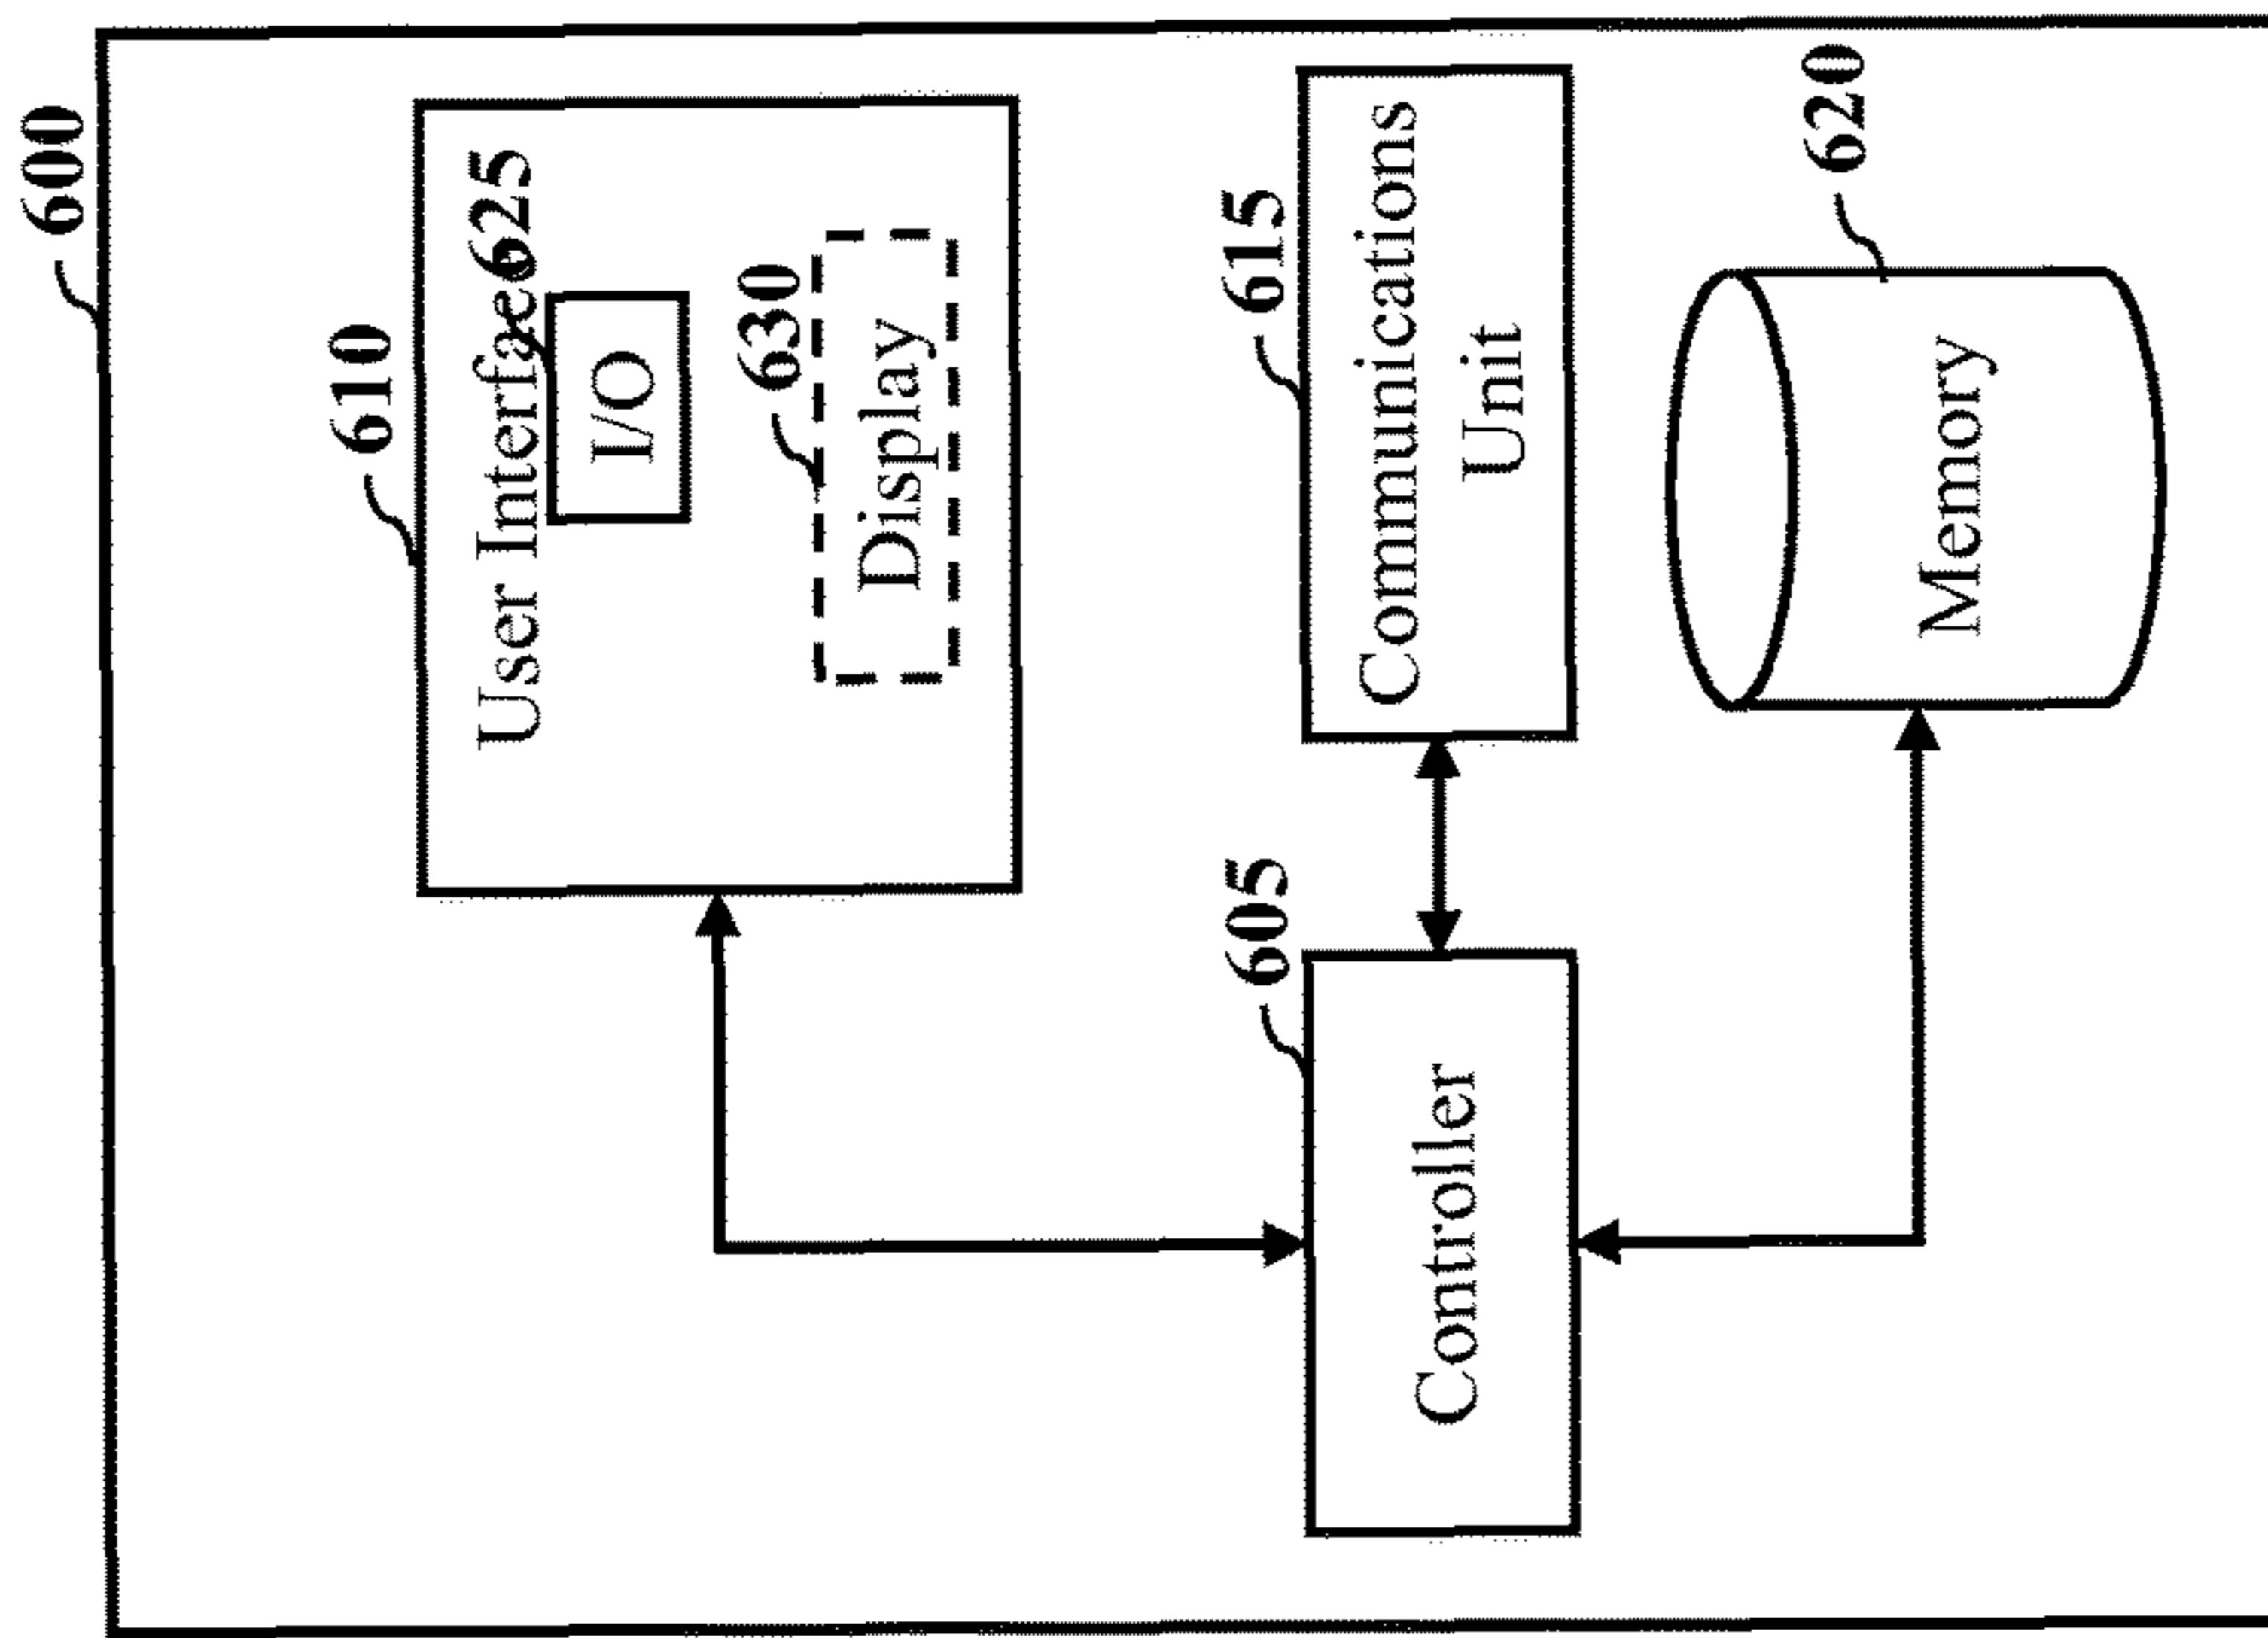 600
610
User Interface
625
I/O
630
Display
605
Controller
615
Communications
Unit
620
Memory